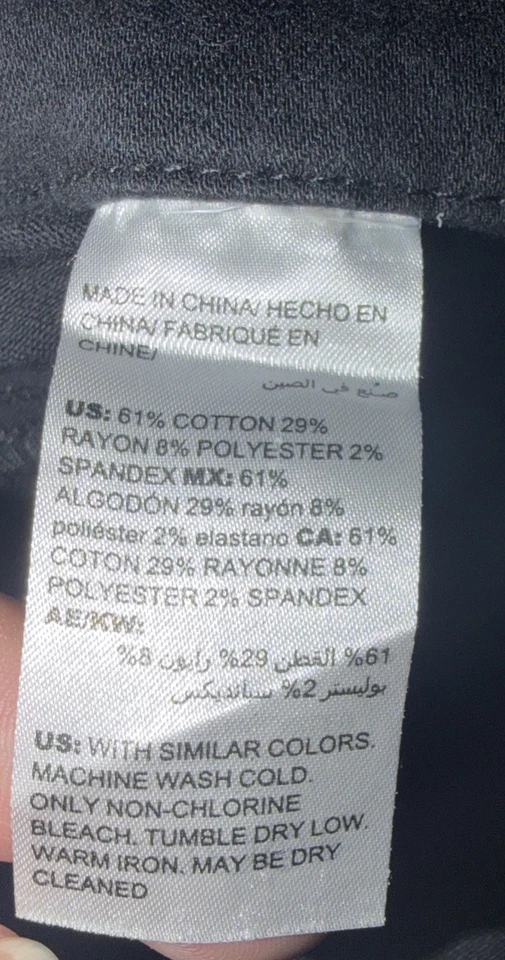 MADE IN CHINA/ HECHO EN
CHINA/ FABRIQUÉ EN
CHINE/
صنع في الصين
US: 61% COTTON 29%
RAYON 8% POLYESTER 2%
SPANDEX MX: 61%
ALGODÓN 29% rayón 8%
poliéster 2% elastano CA: 61%
COTON 29% RAYONNE 8%
POLYESTER 2% SPANDEX
AE/KW:
61% القطن 29% رايون 8%
بوليستر 2% سبانديكس
US: WITH SIMILAR COLORS.
MACHINE WASH COLD.
ONLY NON-CHLORINE
BLEACH. TUMBLE DRY LOW.
WARM IRON. MAY BE DRY
CLEANED